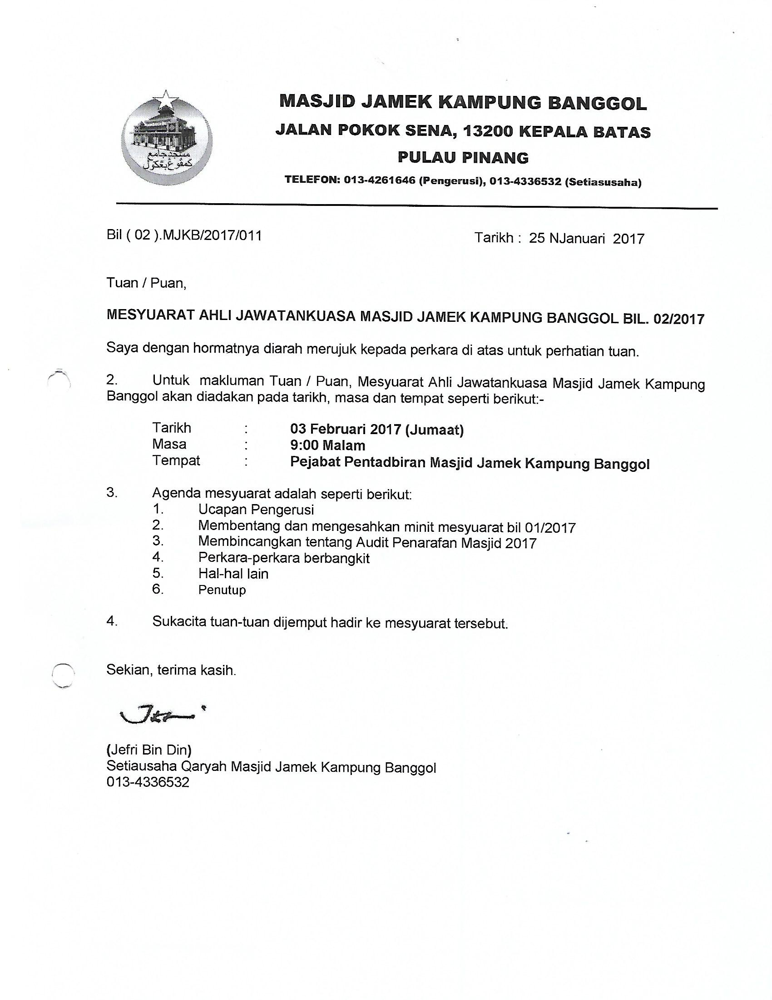 مسجد جامع
كمڤوڠ بڠݢول
MASJID JAMEK KAMPUNG BANGGOL
JALAN POKOK SENA, 13200 KEPALA BATAS
PULAU PINANG
TELEFON: 013-4261646 (Pengerusi), 013-4336532 (Setiasusaha)
Bil ( 02 ).MJKB/2017/011 Tarikh : 25 NJanuari 2017
Tuan / Puan,
MESYUARAT AHLI JAWATANKUASA MASJID JAMEK KAMPUNG BANGGOL BIL. 02/2017
Saya dengan hormatnya diarah merujuk kepada perkara di atas untuk perhatian tuan.
2. Untuk makluman Tuan / Puan, Mesyuarat Ahli Jawatankuasa Masjid Jamek Kampung
Banggol akan diadakan pada tarikh, masa dan tempat seperti berikut:-
Tarikh : 03 Februari 2017 (Jumaat)
Masa : 9:00 Malam
Tempat : Pejabat Pentadbiran Masjid Jamek Kampung Banggol
3. Agenda mesyuarat adalah seperti berikut:
1. Ucapan Pengerusi
2. Membentang dan mengesahkan minit mesyuarat bil 01/2017
3. Membincangkan tentang Audit Penarafan Masjid 2017
4. Perkara-perkara berbangkit
5. Hal-hal lain
6. Penutup
4. Sukacita tuan-tuan dijemput hadir ke mesyuarat tersebut.
Sekian, terima kasih.
(Jefri Bin Din)
Setiausaha Qaryah Masjid Jamek Kampung Banggol
013-4336532